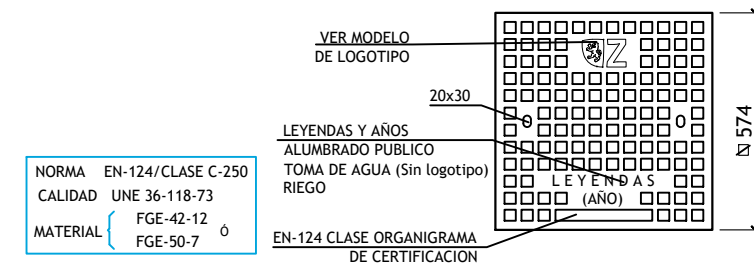 VER MODELO
DE LOGOTIPO
Z
20x30
LEYENDAS Y AÑOS
ALUMBRADO PUBLICO
TOMA DE AGUA (Sin logotipo)
RIEGO
LEYENDAS
(AÑO)
574
EN-124 CLASE ORGANIGRAMA
DE CERTIFICACION
NORMA EN-124/CLASE C-250
CALIDAD UNE 36-118-73
MATERIAL FGE-42-12 Ó
FGE-50-7